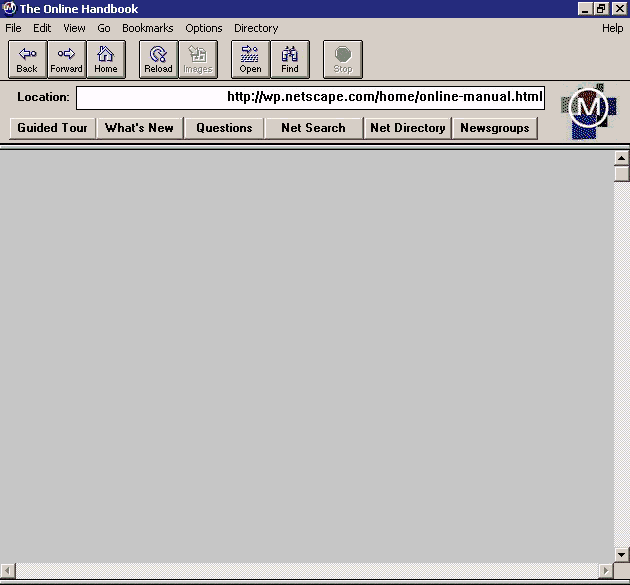 The Online Handbook
File Edit View Go Bookmarks Options Directory Help
Back Forward Home Reload Images Open Find Stop
Location: http://wp.netscape.com/home/online-manual.html
M
Guided Tour What's New Questions Net Search Net Directory Newsgroups